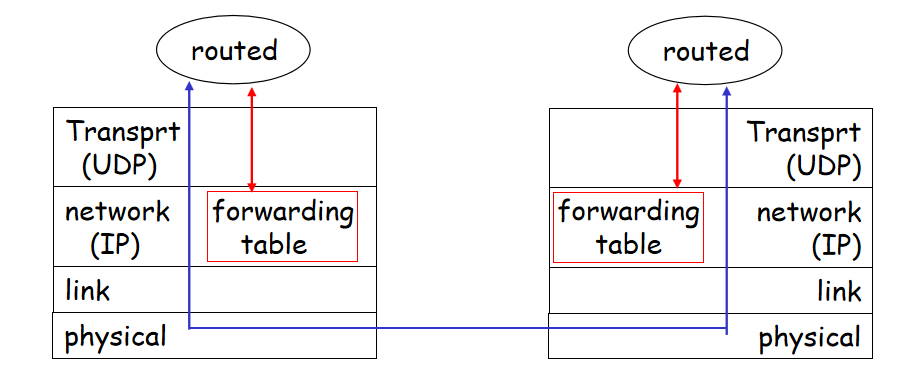 routed
routed
Transprt
(UDP)
Transprt
(UDP)
network
(IP)
forwarding
table
forwarding
table
network
(IP)
link
link
physical
physical